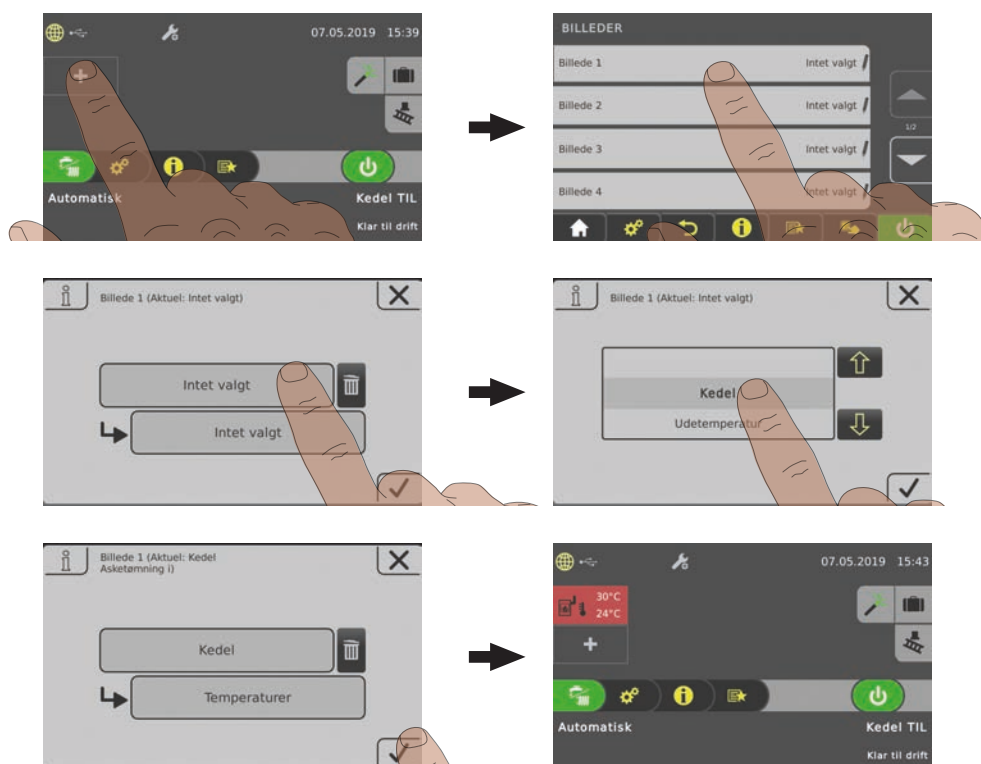 07.05.2019 15:39
+
Automatisk
Kedel TIL
Klar til drift
BILLEDER
Billede 1 Intet valgt
Billede 2 Intet valgt
1/2
Billede 3 Intet valgt
Billede 4 Intet valgt
Billede 1 (Aktuel: Intet valgt)
Intet valgt
Intet valgt
Billede 1 (Aktuel: Intet valgt)
Kedel
Udetemperatur
Billede 1 (Aktuel: Kedel
Asketømning i)
Kedel
Temperaturer
07.05.2019 15:43
30°C
24°C
+
Automatisk
Kedel TIL
Klar til drift